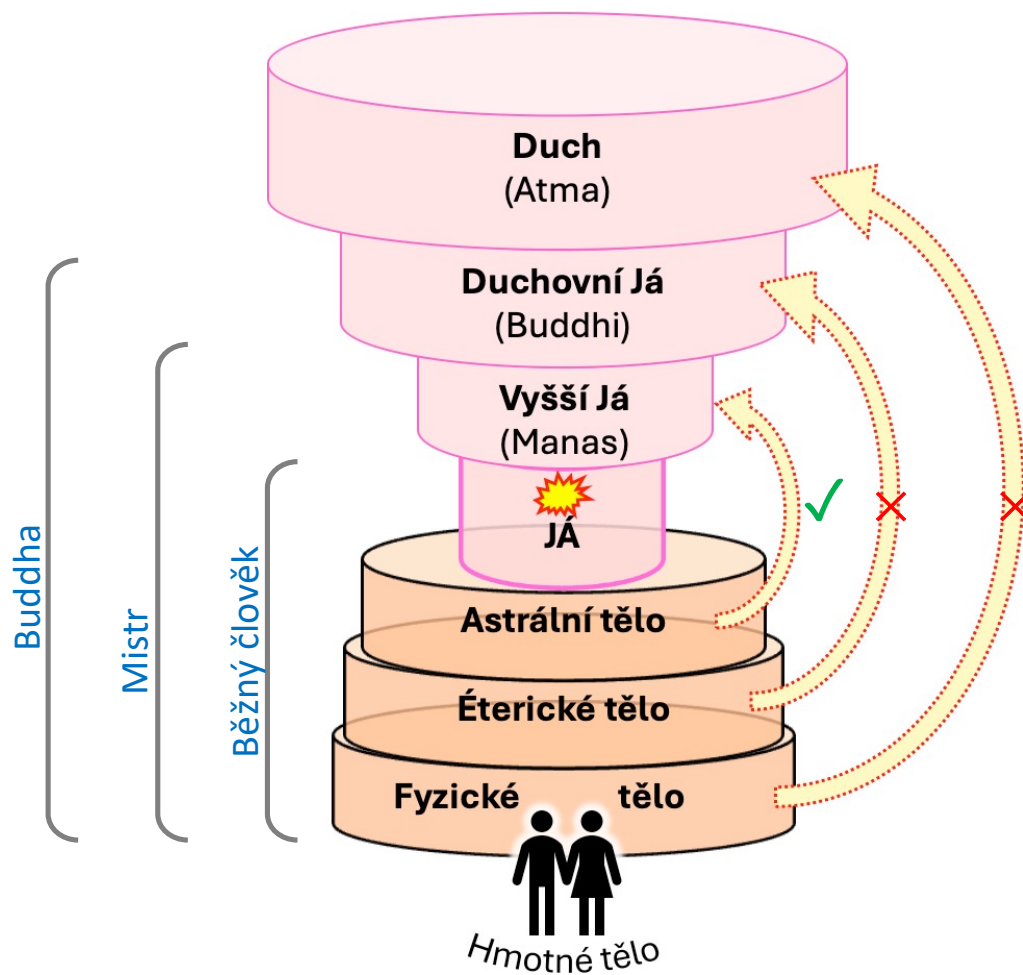 Duch
(Atma)
Duchovní Já
(Buddhi)
Vyšší Já
(Manas)
JÁ
Astrální tělo
Éterické tělo
Fyzické tělo
Hmotné tělo
Buddha
Mistr
Běžný člověk